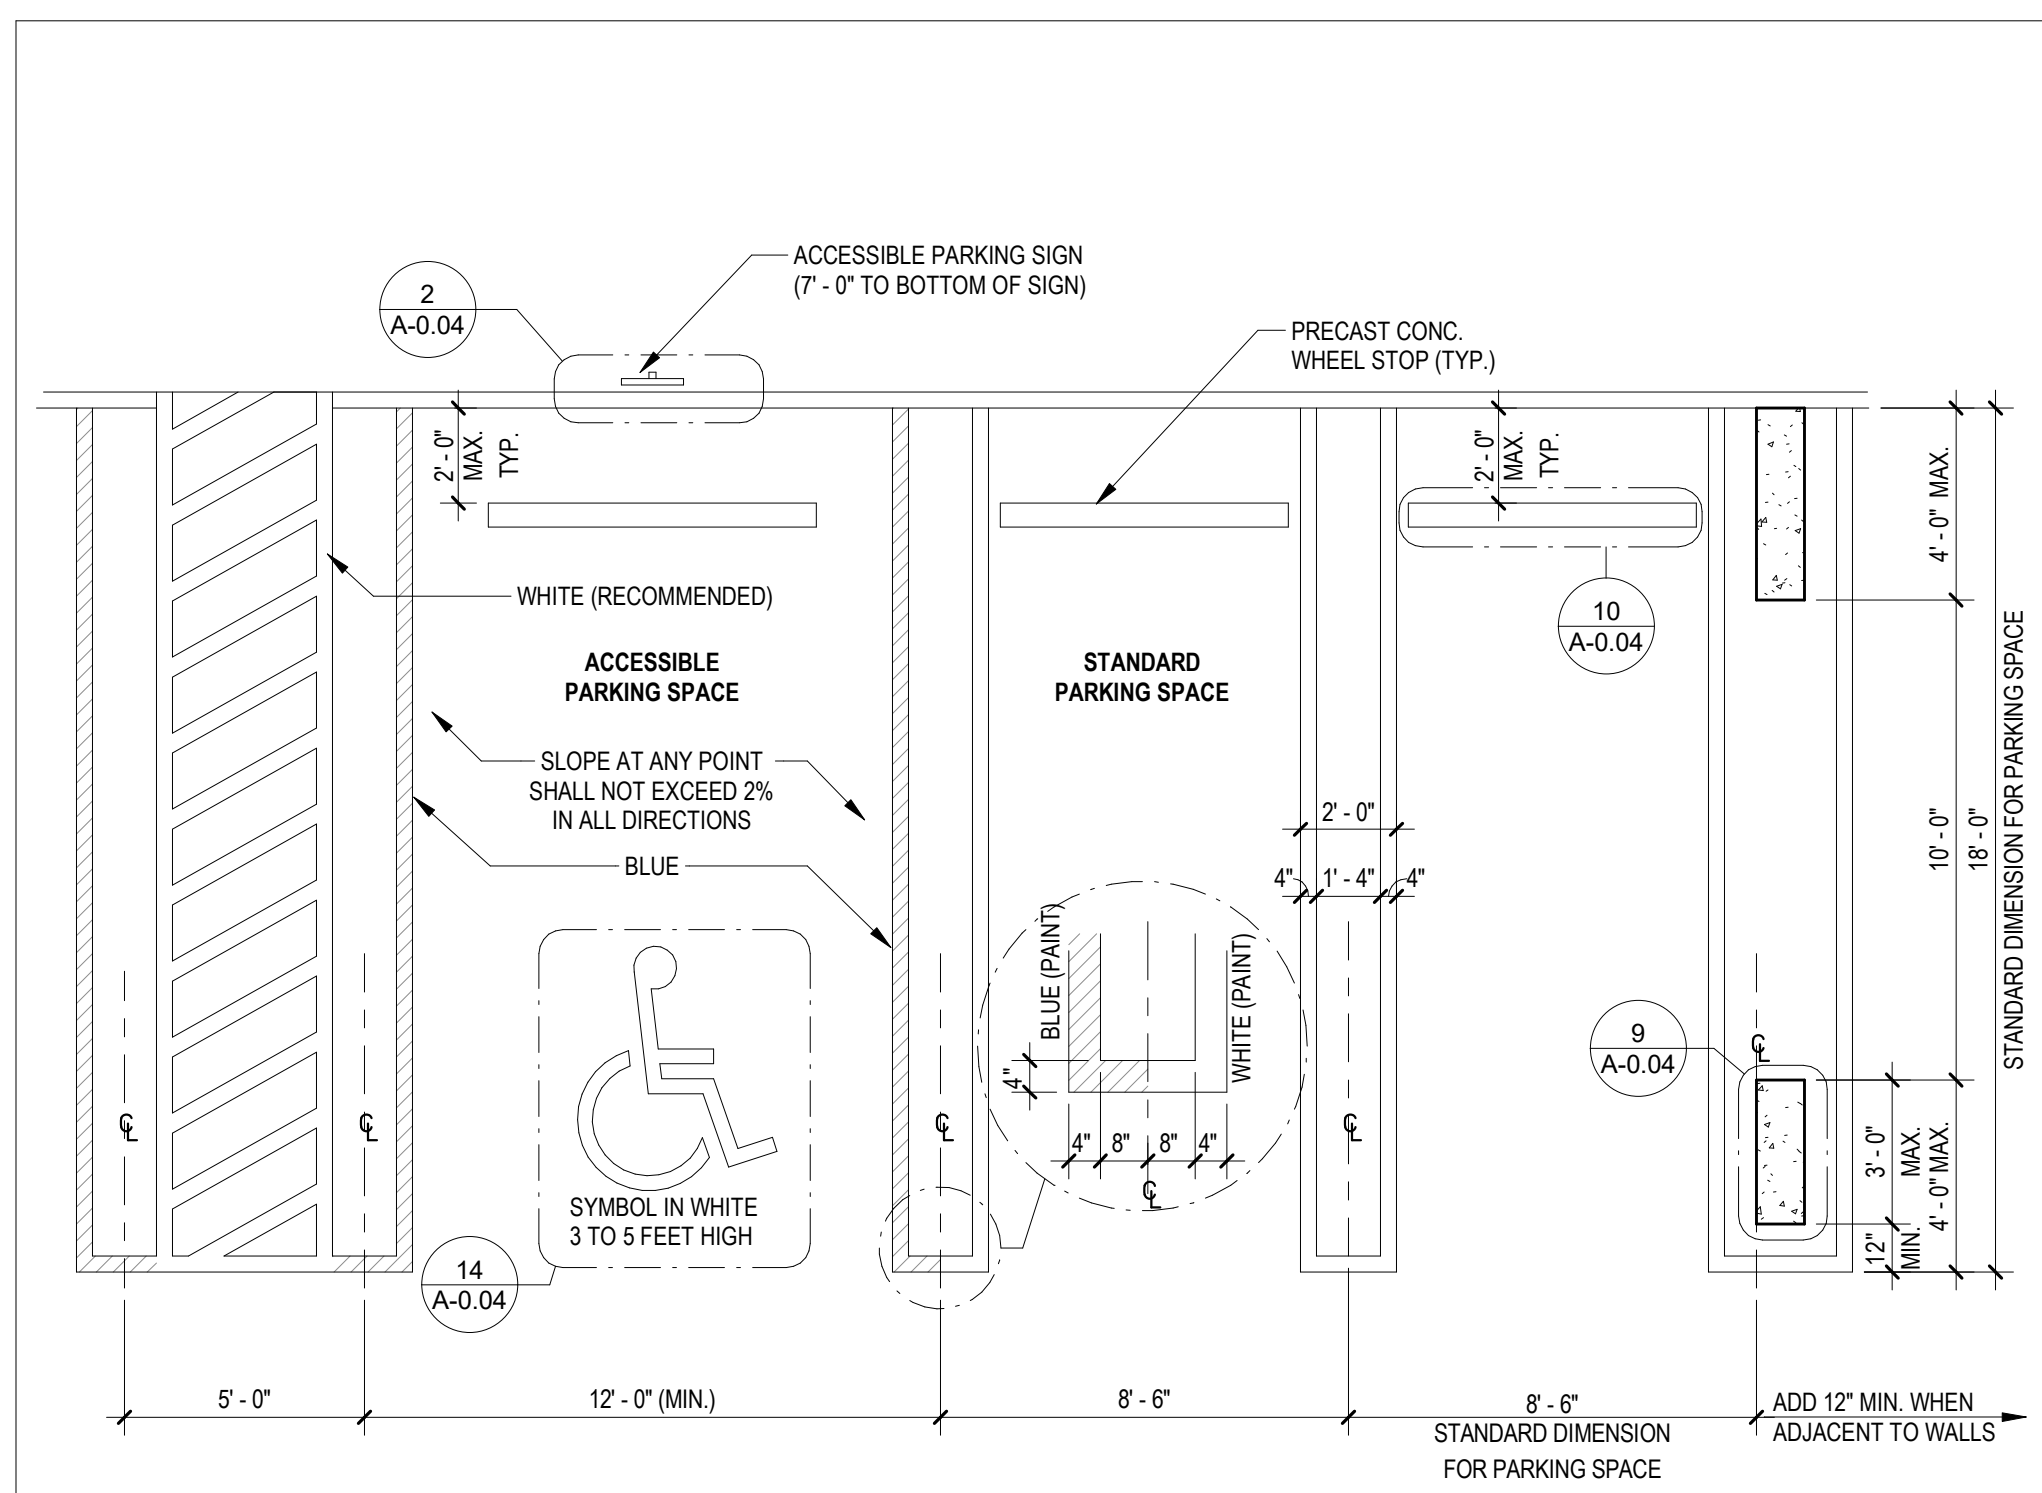 ACCESSIBLE PARKING SIGN
(7' - 0" TO BOTTOM OF SIGN)
2
A-0.04
PRECAST CONC.
WHEEL STOP (TYP.)
2' - 0"
MAX.
TYP.
2' - 0"
MAX.
TYP.
4' - 0" MAX.
WHITE (RECOMMENDED)
10
A-0.04
ACCESSIBLE
PARKING SPACE
STANDARD
PARKING SPACE
SLOPE AT ANY POINT
SHALL NOT EXCEED 2%
IN ALL DIRECTIONS
BLUE
2' - 0"
4"
1' - 4"
4"
10' - 0"
18' - 0"
STANDARD DIMENSION FOR PARKING SPACE
BLUE (PAINT)
WHITE (PAINT)
4"
4"
8"
8"
4"
℄
9
A-0.04
℄
℄
℄
℄
℄
3' - 0"
MAX.
4' - 0" MAX.
12"
MIN.
SYMBOL IN WHITE
3 TO 5 FEET HIGH
14
A-0.04
5' - 0"
12' - 0" (MIN.)
8' - 6"
8' - 6"
STANDARD DIMENSION
FOR PARKING SPACE
ADD 12" MIN. WHEN
ADJACENT TO WALLS